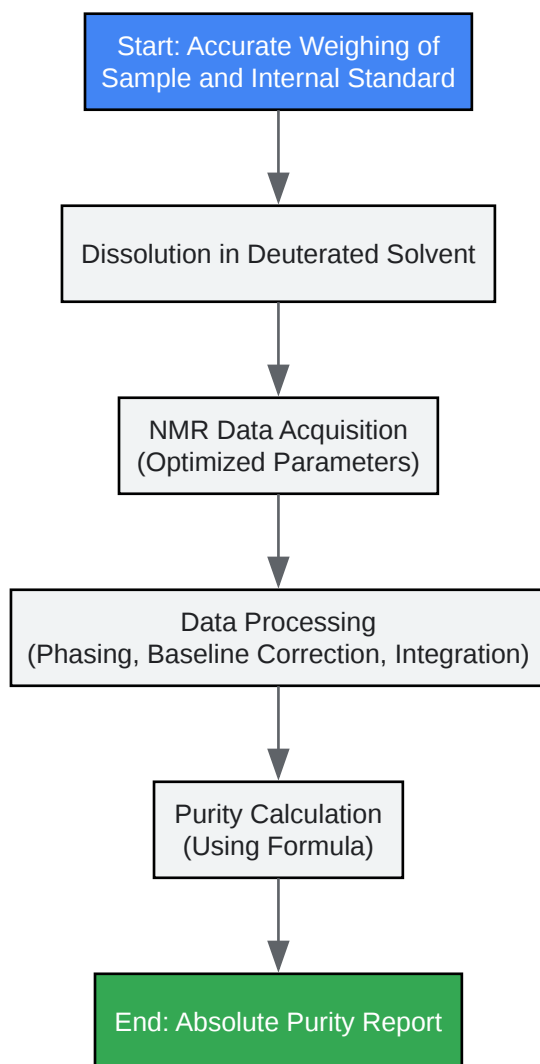 Start: Accurate Weighing of
Sample and Internal Standard
Dissolution in Deuterated Solvent
NMR Data Acquisition
(Optimized Parameters)
Data Processing
(Phasing, Baseline Correction, Integration)
Purity Calculation
(Using Formula)
End: Absolute Purity Report